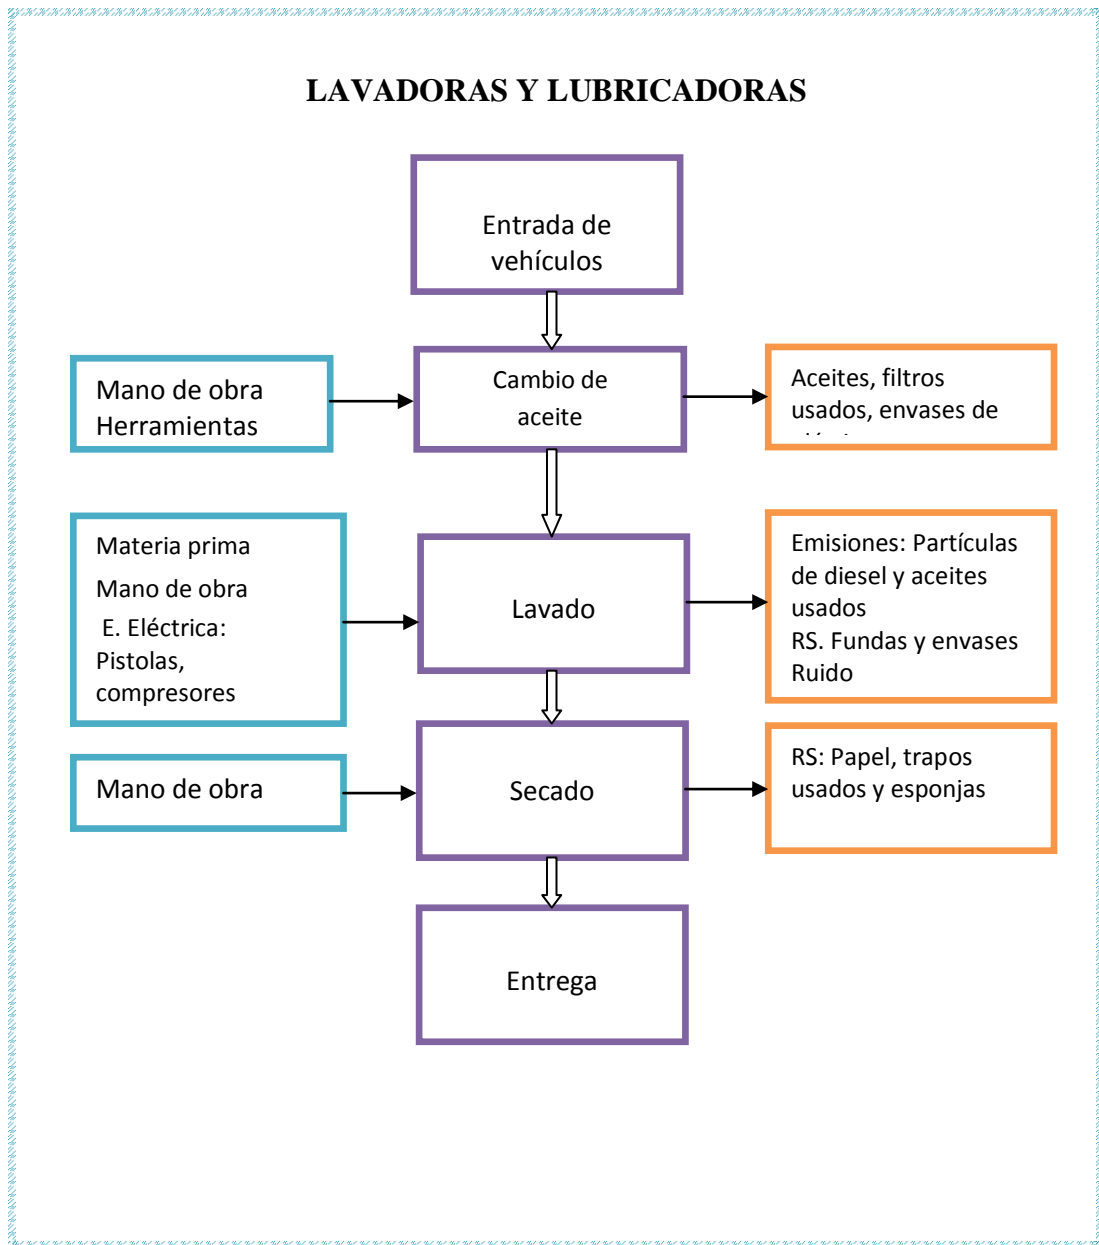 LAVADORAS Y LUBRICADORAS
Entrada de
vehículos
Mano de obra
Herramientas
Cambio de
aceite
Aceites, filtros
usados, envases de
Materia prima
Mano de obra
E. Eléctrica:
Pistolas,
compresores
Lavado
Emisiones: Partículas
de diesel y aceites
usados
RS. Fundas y envases
Ruido
Mano de obra
Secado
RS: Papel, trapos
usados y esponjas
Entrega